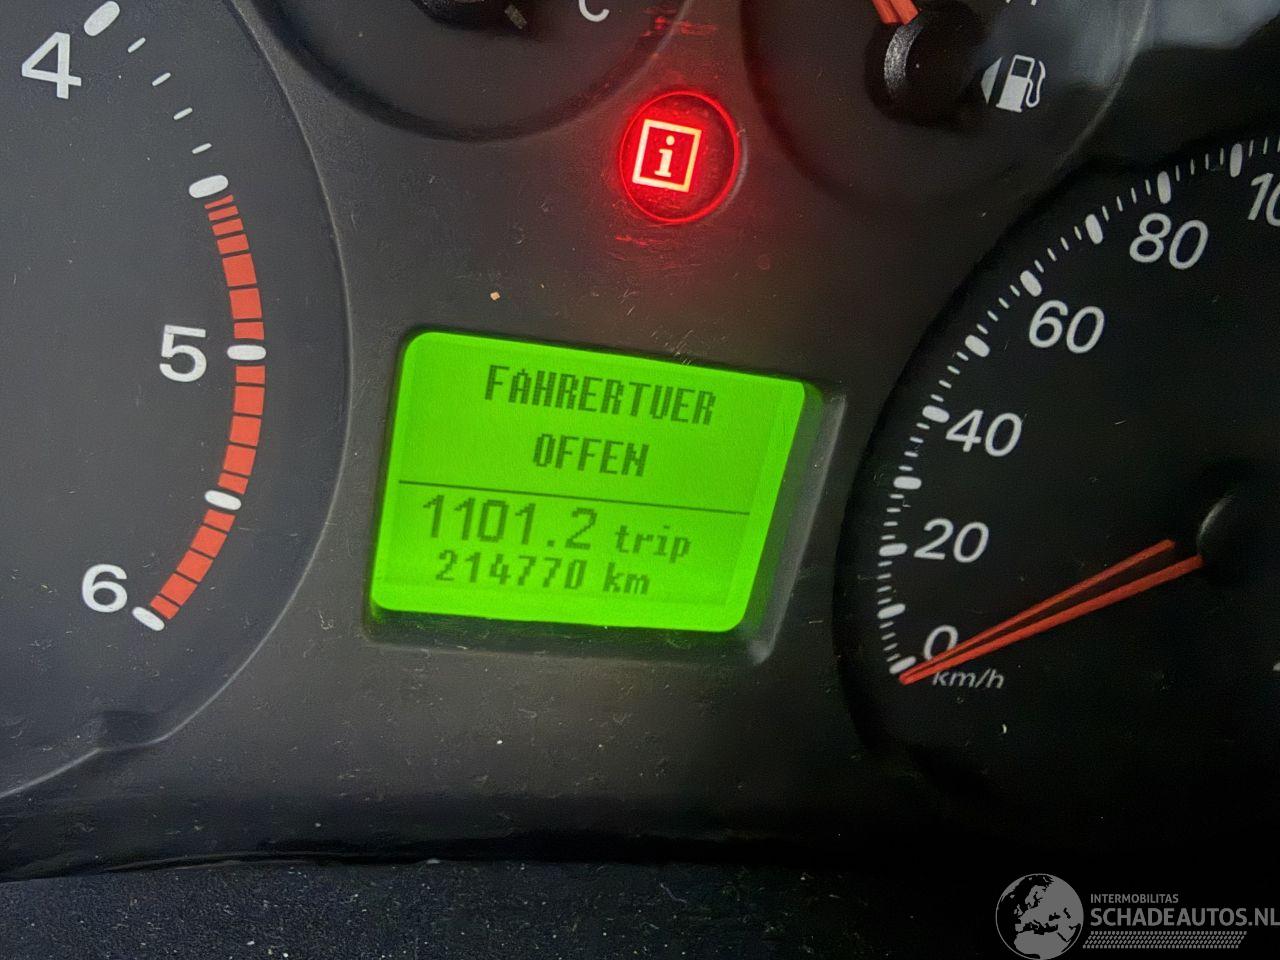 4
C
i
80
60
5
FAHRERTUER
OFFEN
40
1101.2 trip
20
214770 km
6
0
km/h
INTERMOBILITAS
SCHADEAUTOS.NL